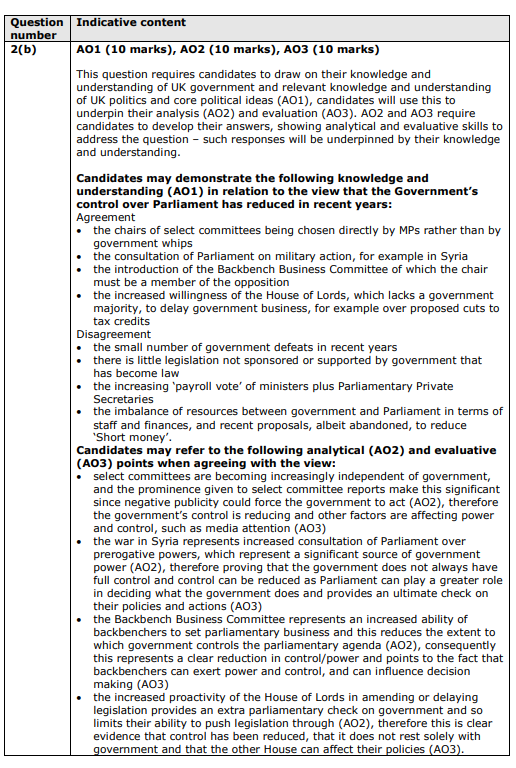 Question number
Indicative content
2(b)
AO1 (10 marks), AO2 (10 marks), AO3 (10 marks)
This question requires candidates to draw on their knowledge and
understanding of UK government and relevant knowledge and understanding
of UK politics and core political ideas (AO1), candidates will use this to
underpin their analysis (AO2) and evaluation (AO3). AO2 and AO3 require
candidates to develop their answers, showing analytical and evaluative skills to
address the question – such responses will be underpinned by their knowledge
and understanding.
Candidates may demonstrate the following knowledge and
understanding (AO1) in relation to the view that the Government's
control over Parliament has reduced in recent years:
Agreement
• the chairs of select committees being chosen directly by MPs rather than by
government whips
• the consultation of Parliament on military action, for example in Syria
• the introduction of the Backbench Business Committee of which the chair
must be a member of the opposition
• the increased willingness of the House of Lords, which lacks a government
majority, to delay government business, for example over proposed cuts to
tax credits
Disagreement
• the small number of government defeats in recent years
• there is little legislation not sponsored or supported by government that
has become law
• the increasing 'payroll vote' of ministers plus Parliamentary Private
Secretaries
• the imbalance of resources between government and Parliament in terms of
staff and finances, and recent proposals, albeit abandoned, to reduce
'Short money'.
Candidates may refer to the following analytical (AO2) and evaluative
(AO3) points when agreeing with the view:
• select committees are becoming increasingly independent of government,
and the prominence given to select committee reports make this significant
since negative publicity could force the government to act (AO2), therefore
the government's control is reducing and other factors are affecting power
and control, such as media attention (AO3)
• the war in Syria represents increased consultation of Parliament over
prerogative powers, which represent a significant source of government
power (AO2), therefore proving that the government does not always have
full control and control can be reduced as Parliament can play a greater role
in deciding what the government does and provides an ultimate check on
their policies and actions (AO3)
• the Backbench Business Committee represents an increased ability of
backbenchers to set parliamentary business and this reduces the extent to
which government controls the parliamentary agenda (AO2), consequently
this represents a clear reduction in control/power and points to the fact that
backbenchers can exert power and control, and can influence decision
making (AO3)
• the increased proactivity of the House of Lords in amending or delaying
legislation provides an extra parliamentary check on government and so
limits their ability to push legislation through (AO2), therefore this is clear
evidence that control has been reduced, that it does not rest solely with
government and that the other House can affect their policies (AO3).